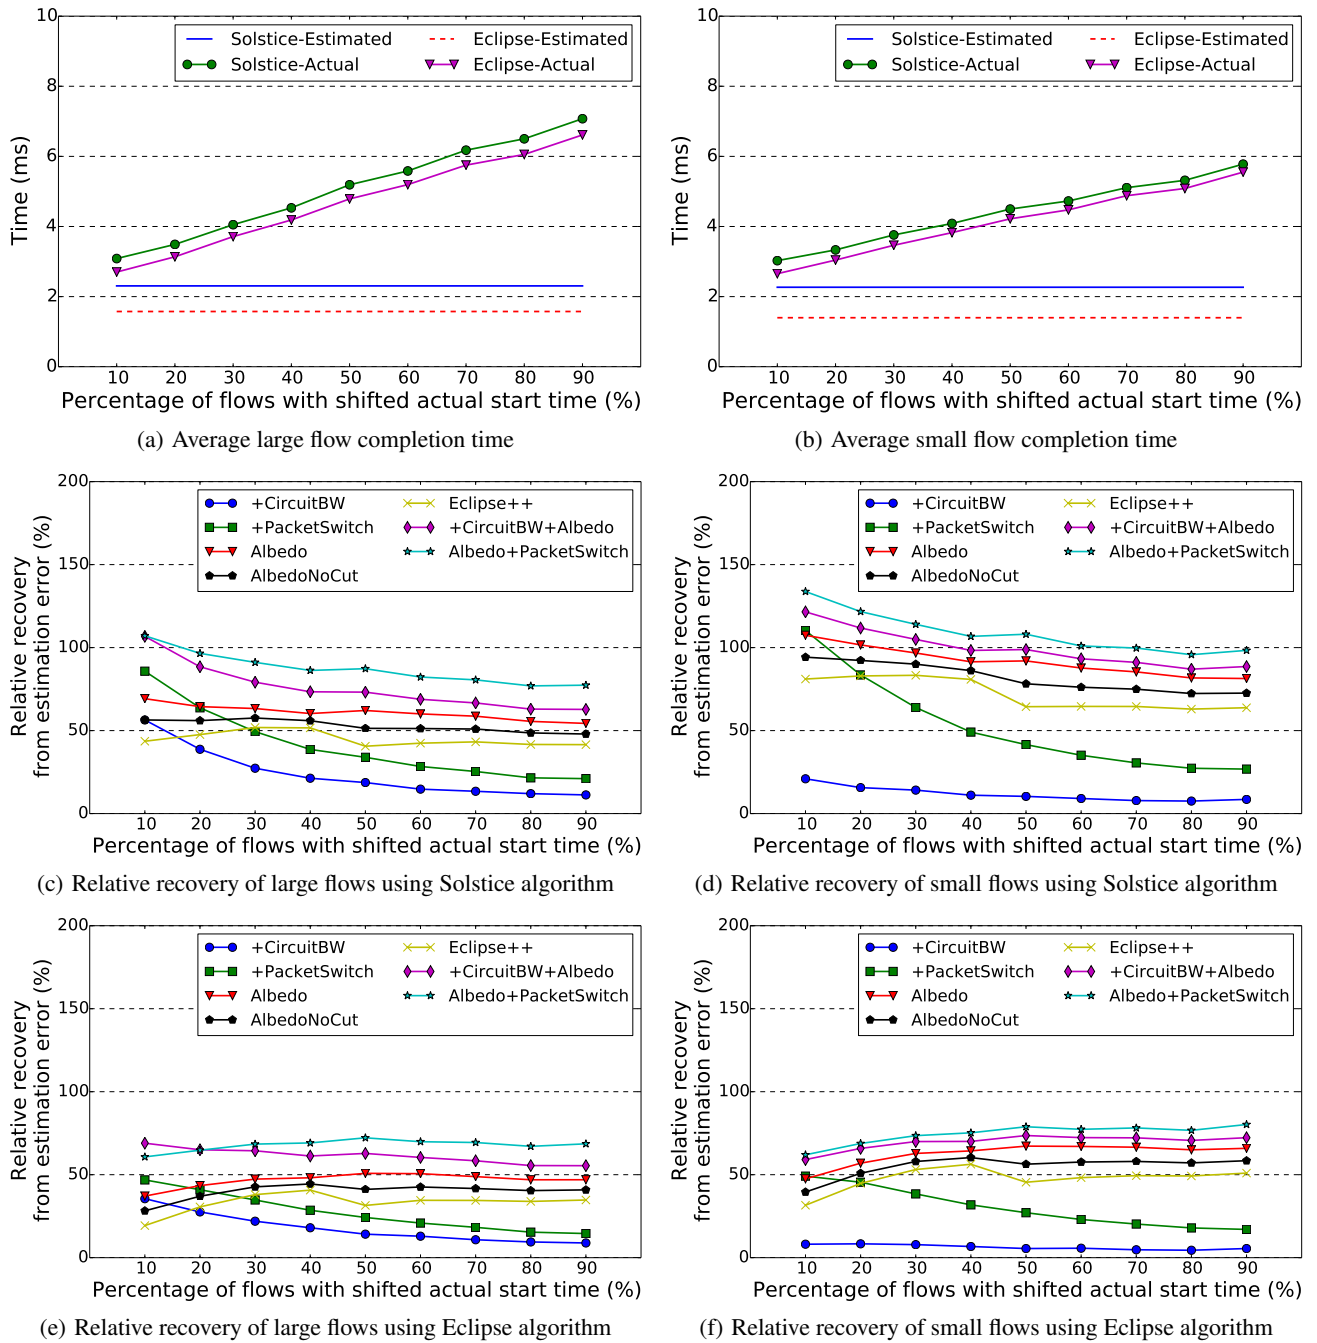 10
8
6
4
2
0
Time (ms)
Solstice-Estimated
Solstice-Actual
Eclipse-Estimated
Eclipse-Actual
10 20 30 40 50 60 70 80 90
Percentage of flows with shifted actual start time (%)
(a) Average large flow completion time
10
8
6
4
2
0
Time (ms)
Solstice-Estimated
Solstice-Actual
Eclipse-Estimated
Eclipse-Actual
10 20 30 40 50 60 70 80 90
Percentage of flows with shifted actual start time (%)
(b) Average small flow completion time
200
150
100
50
0
Relative recovery
from estimation error (%)
+CircuitBW
+PacketSwitch
Albedo
AlbedoNoCut
Eclipse++
+CircuitBW+Albedo
Albedo+PacketSwitch
10 20 30 40 50 60 70 80 90
Percentage of flows with shifted actual start time (%)
(c) Relative recovery of large flows using Solstice algorithm
200
150
100
50
0
Relative recovery
from estimation error (%)
+CircuitBW
+PacketSwitch
Albedo
AlbedoNoCut
Eclipse++
+CircuitBW+Albedo
Albedo+PacketSwitch
10 20 30 40 50 60 70 80 90
Percentage of flows with shifted actual start time (%)
(d) Relative recovery of small flows using Solstice algorithm
200
150
100
50
0
Relative recovery
from estimation error (%)
+CircuitBW
+PacketSwitch
Albedo
AlbedoNoCut
Eclipse++
+CircuitBW+Albedo
Albedo+PacketSwitch
10 20 30 40 50 60 70 80 90
Percentage of flows with shifted actual start time (%)
(e) Relative recovery of large flows using Eclipse algorithm
200
150
100
50
0
Relative recovery
from estimation error (%)
+CircuitBW
+PacketSwitch
Albedo
AlbedoNoCut
Eclipse++
+CircuitBW+Albedo
Albedo+PacketSwitch
10 20 30 40 50 60 70 80 90
Percentage of flows with shifted actual start time (%)
(f) Relative recovery of small flows using Eclipse algorithm